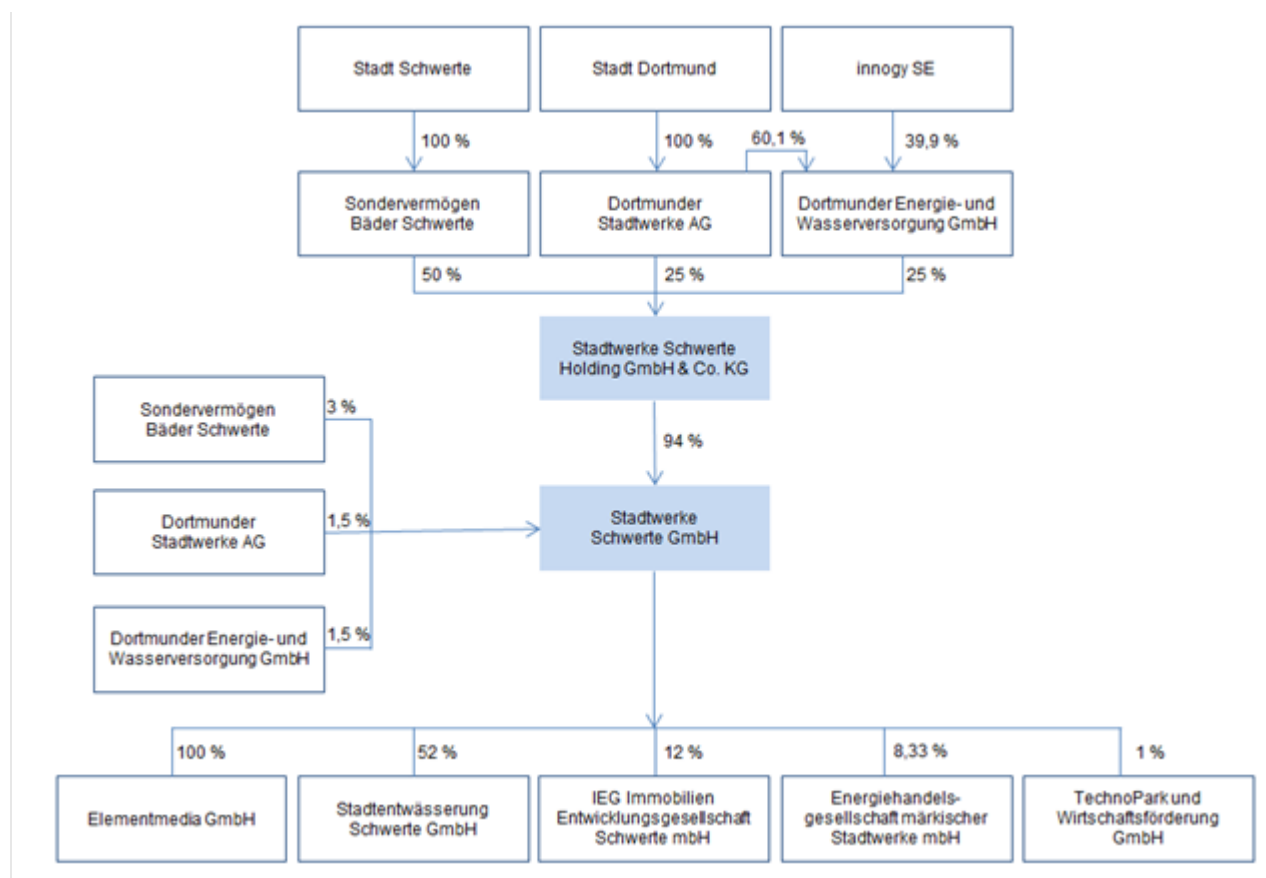 Stadt Schwerte
Stadt Dortmund
innogy SE
100 %
100 %
60,1 %
39,9 %
Sondervermögen
Bäder Schwerte
Dortmunder
Stadtwerke AG
Dortmunder Energie- und
Wasserversorgung GmbH
50 %
25 %
25 %
Stadtwerke Schwerte
Holding GmbH & Co. KG
94 %
Sondervermögen
Bäder Schwerte
3 %
Dortmunder
Stadtwerke AG
1,5 %
Dortmunder Energie- und
Wasserversorgung GmbH
1,5 %
Stadtwerke
Schwerte GmbH
100 %
52 %
12 %
8,33 %
1 %
Elementmedia GmbH
Stadtentwässerung
Schwerte GmbH
IEG Immobilien
Entwicklungsgesellschaft
Schwerte mbH
Energiehandels-
gesellschaft märkischer
Stadtwerke mbH
TechnoPark und
Wirtschaftsförderung
GmbH